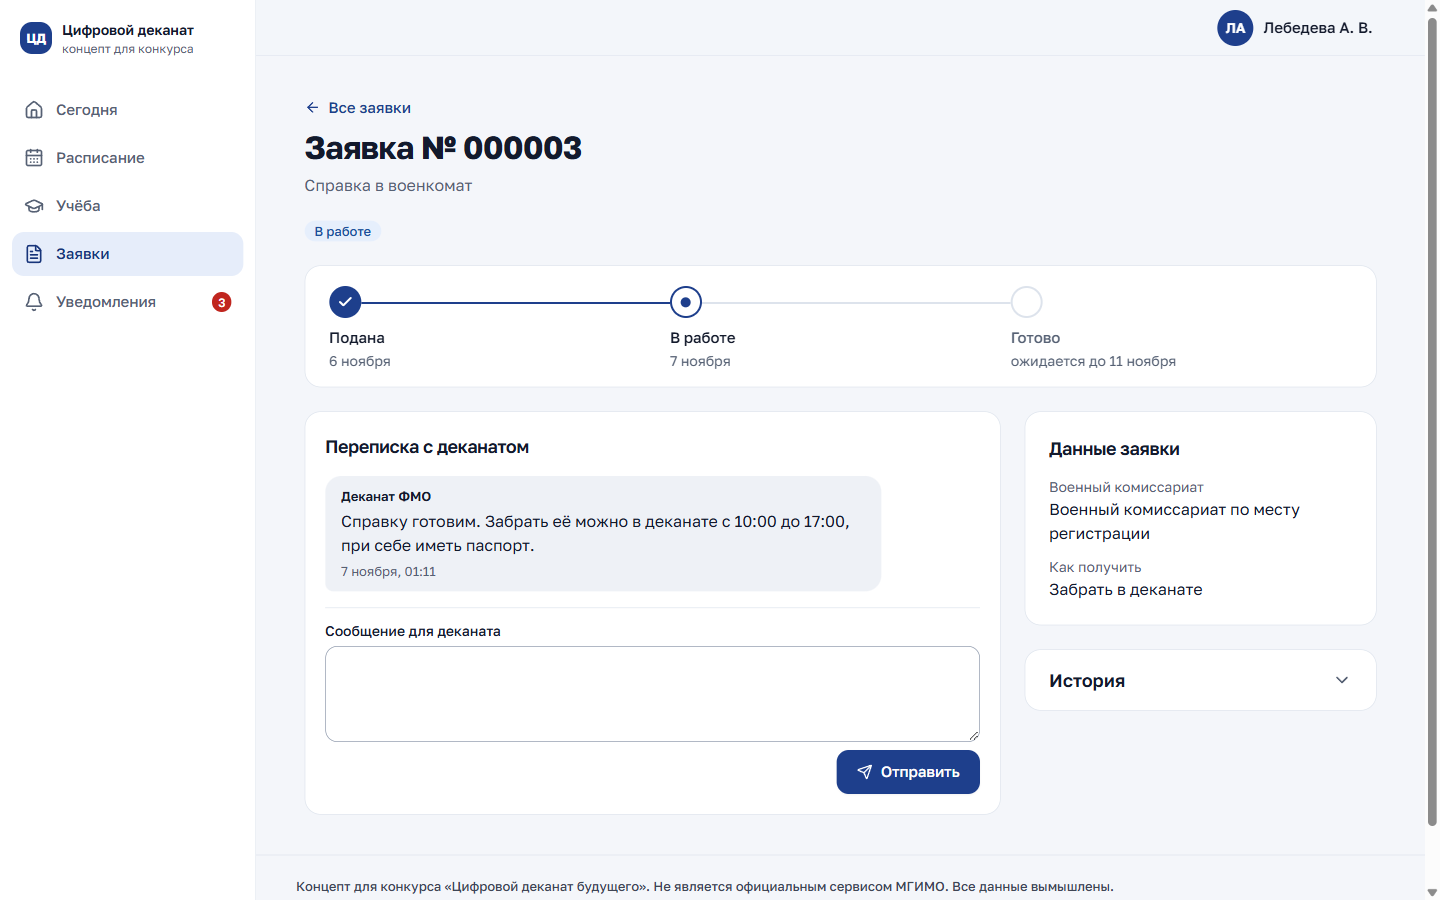 ЦД
Цифровой деканат
концепт для конкурса
Сегодня
Расписание
Учёба
Заявки
Уведомления 3
ЛА Лебедева А. В.
Все заявки
Заявка № 000003
Справка в военкомат
В работе
Подана
6 ноября
В работе
7 ноября
Готово
ожидается до 11 ноября
Переписка с деканатом
Деканат ФМО
Справку готовим. Забрать её можно в деканате с 10:00 до 17:00,
при себе иметь паспорт.
7 ноября, 01:11
Сообщение для деканата
Отправить
Данные заявки
Военный комиссариат
Военный комиссариат по месту
регистрации
Как получить
Забрать в деканате
История
Концепт для конкурса «Цифровой деканат будущего». Не является официальным сервисом МГИМО. Все данные вымышлены.